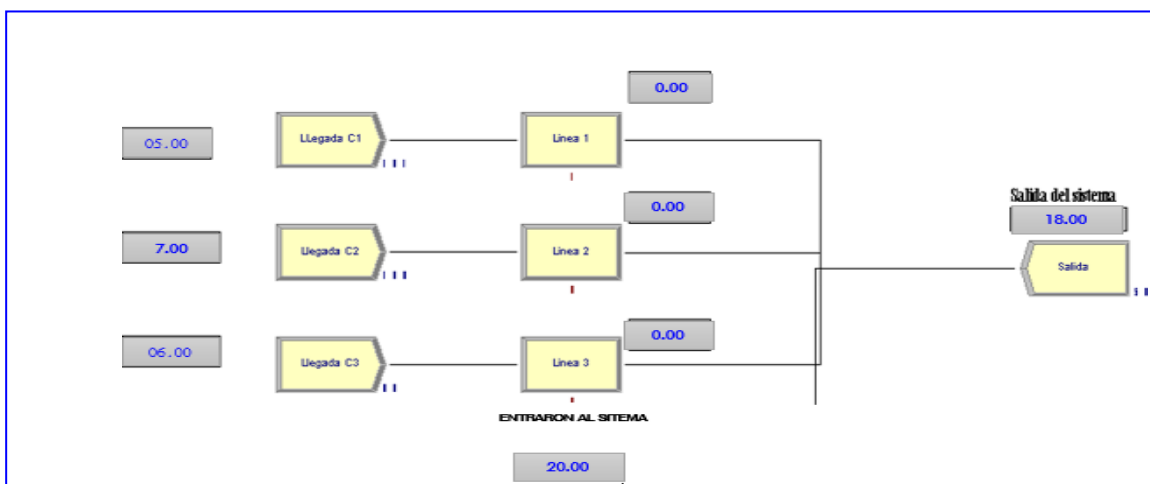 0.00
05.00
LLegada C1
Linea 1
0.00
Salida del sistema
18.00
7.00
Llegada C2
Linea 2
Salida
0.00
06.00
Llegada C3
Linea 3
ENTRARON AL SITEMA
20.00